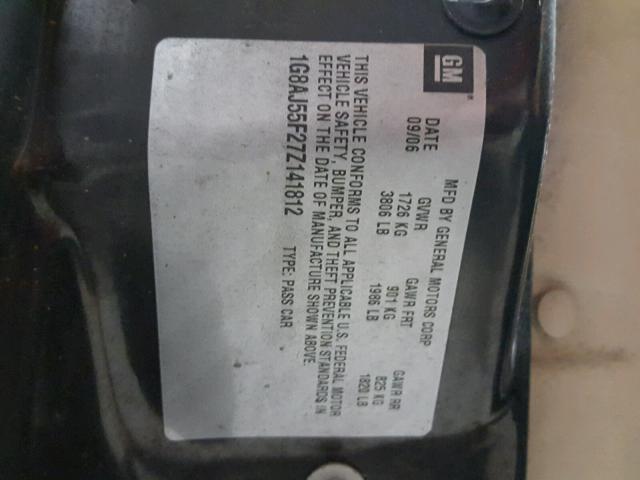 GM
MFD BY GENERAL MOTORS CORP
DATE GVWR GAWR FRT GAWR RR
09/06 1726 KG 901 KG 825 KG
3806 LB 1986 LB 1820 LB
THIS VEHICLE CONFORMS TO ALL APPLICABLE U.S. FEDERAL MOTOR
VEHICLE SAFETY, BUMPER, AND THEFT PREVENTION STANDARDS IN
EFFECT ON THE DATE OF MANUFACTURE SHOWN ABOVE.
1G8AJ55F27Z141812 TYPE: PASS CAR